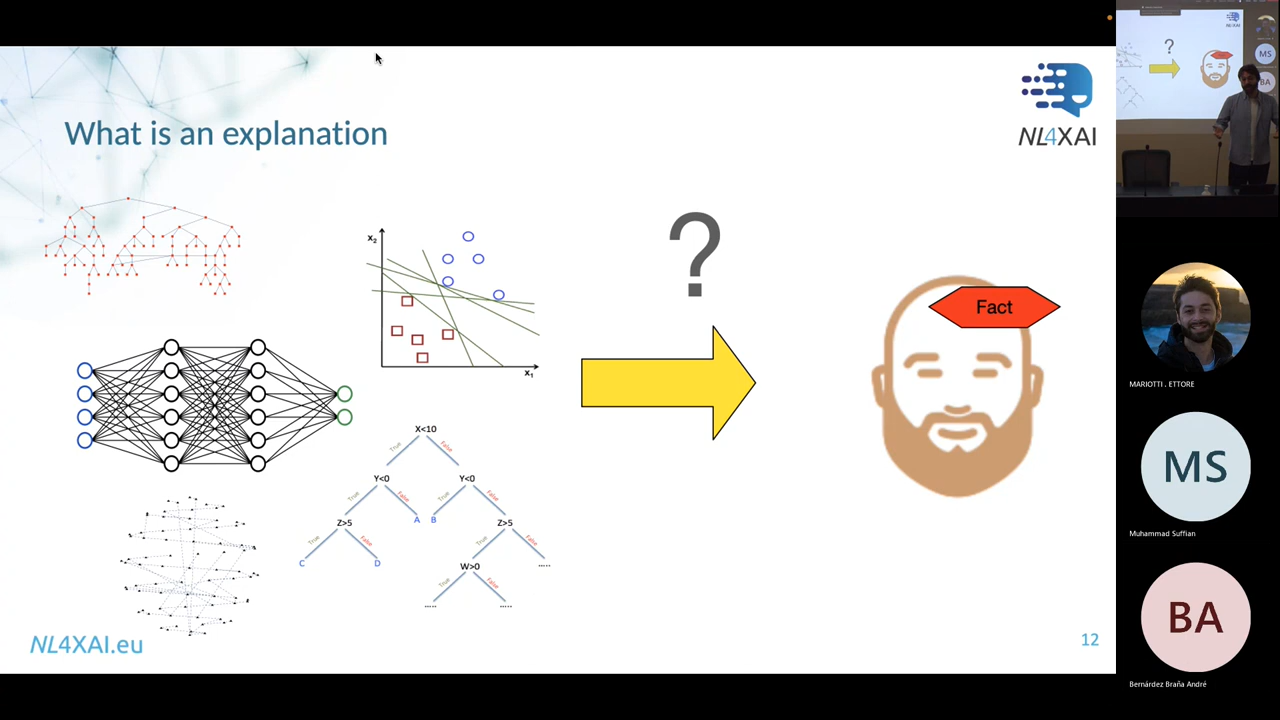 What is an explanation
NL4XAI
x2
x1
?
Fact
X<10
True
False
Y<0
Y<0
True
False
True
False
Z>5
A
B
Z>5
True
False
True
False
C
D
W>0
.....
True
False
.....
.....
NL4XAI.eu
12
?
MS
BA
MARIOTTI . ETTORE
MS
Muhammad Suffian
BA
Bernárdez Braña André